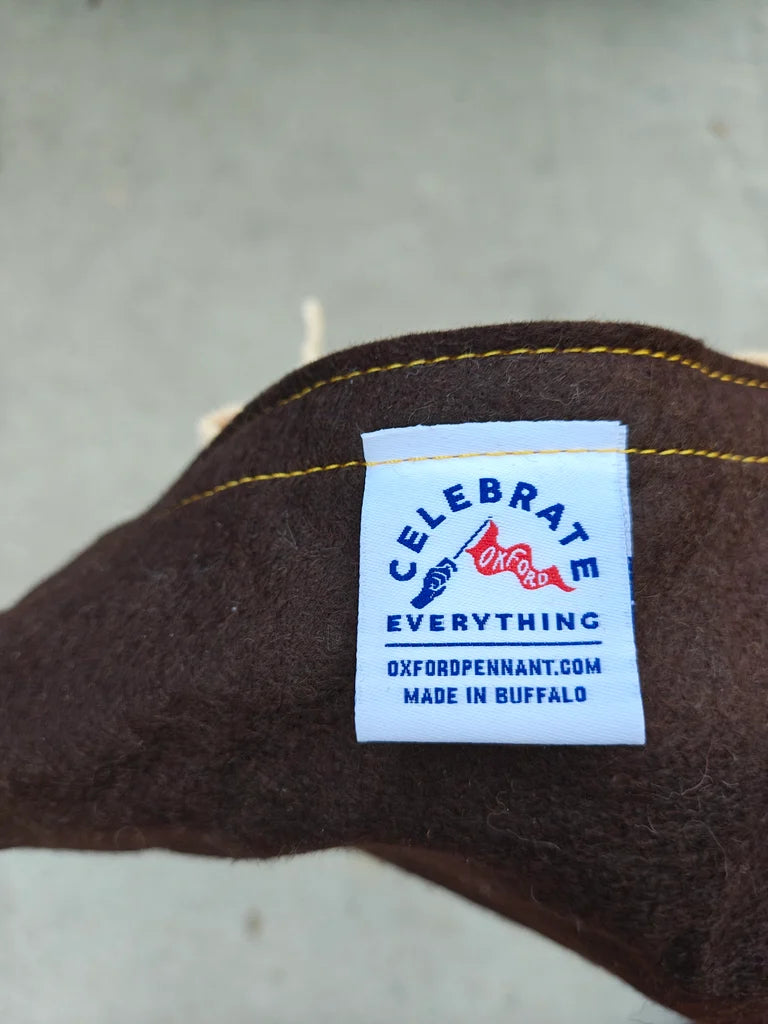 CELEBRATE
OXFORD
EVERYTHING
OXFORDPENNANT.COM
MADE IN BUFFALO